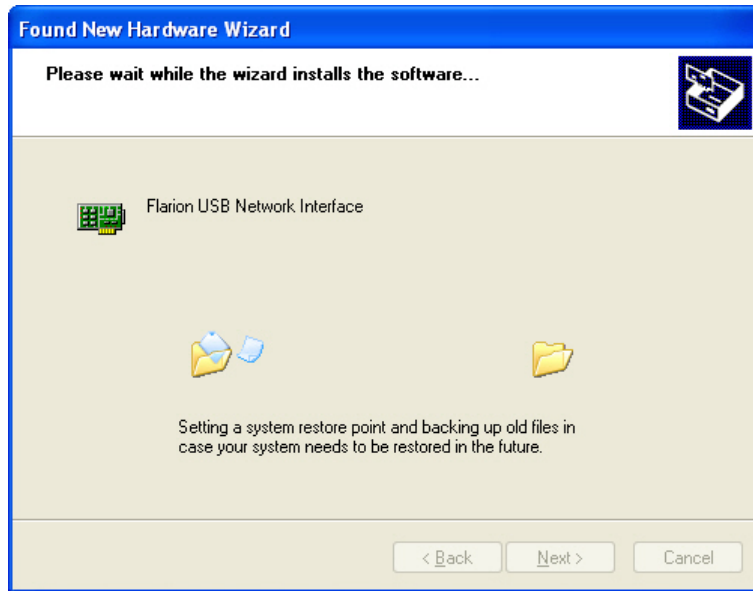 Found New Hardware Wizard
Please wait while the wizard installs the software...
Flarion USB Network Interface
Setting a system restore point and backing up old files in
case your system needs to be restored in the future.
< Back Next > Cancel